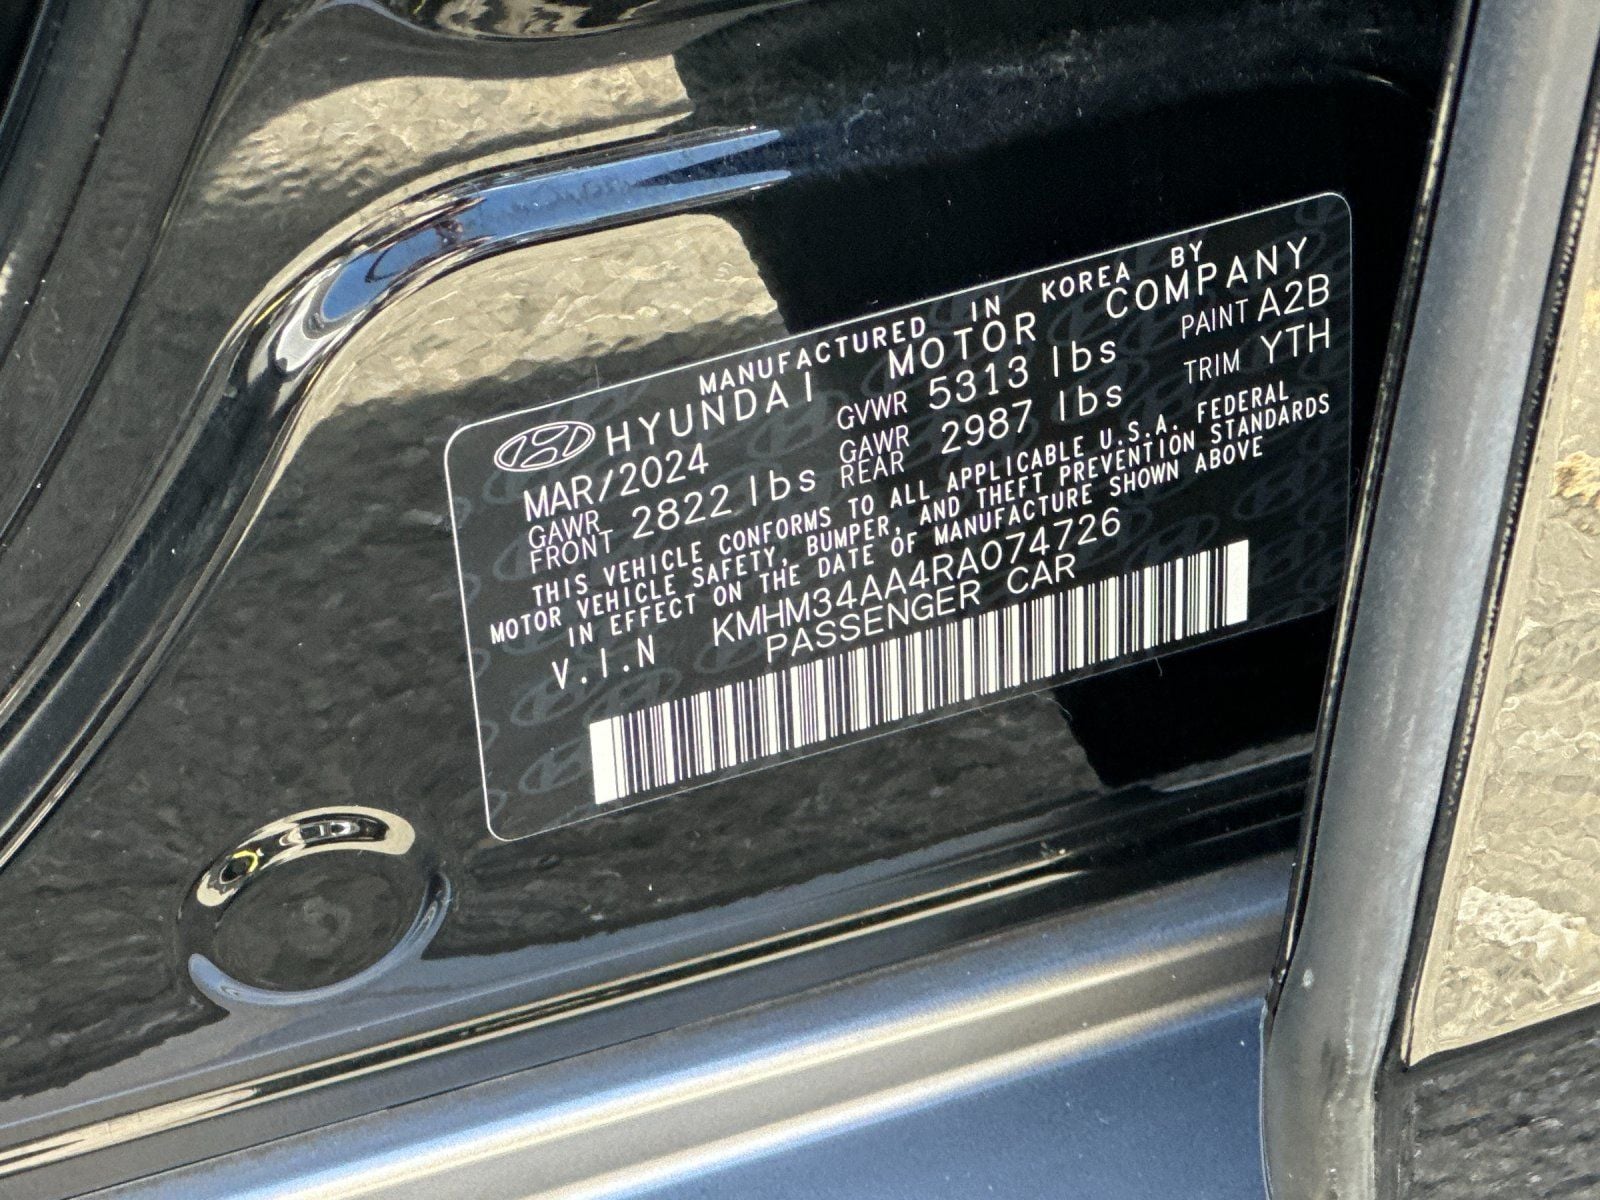 MANUFACTURED IN KOREA BY
HYUNDAI MOTOR COMPANY
MAR/2024 GVWR 5313 lbs PAINT A2B
GAWR FRONT 2822 lbs GAWR REAR 2987 lbs TRIM YTH
THIS VEHICLE CONFORMS TO ALL APPLICABLE U.S.A. FEDERAL
MOTOR VEHICLE SAFETY, BUMPER, AND THEFT PREVENTION STANDARDS
IN EFFECT ON THE DATE OF MANUFACTURE SHOWN ABOVE
V.I.N KMHM34AA4RA074726
PASSENGER CAR